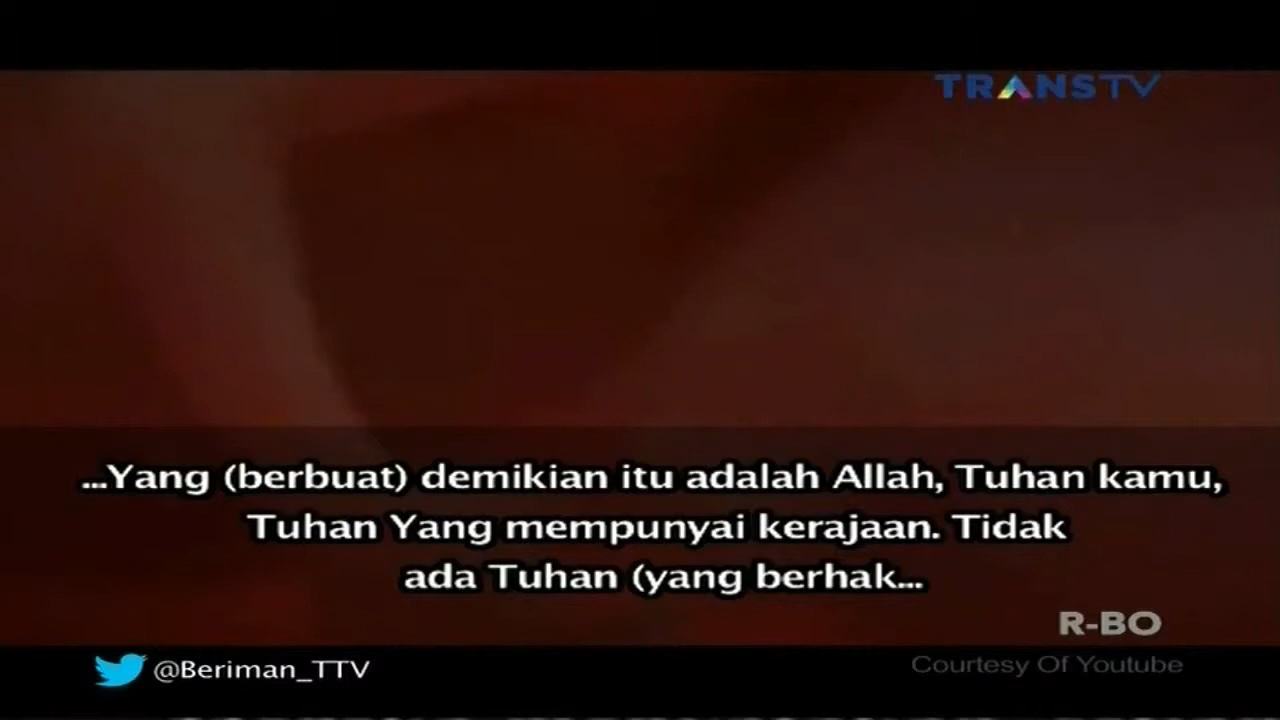 TRANSTV
...Yang (berbuat) demikian itu adalah Allah, Tuhan kamu,
Tuhan Yang mempunyai kerajaan. Tidak
ada Tuhan (yang berhak...
R-BO
@Beriman_TTV
Courtesy Of Youtube